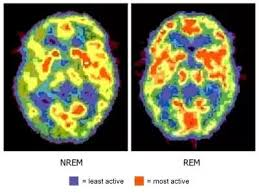 NREM
REM
= least active
= most active